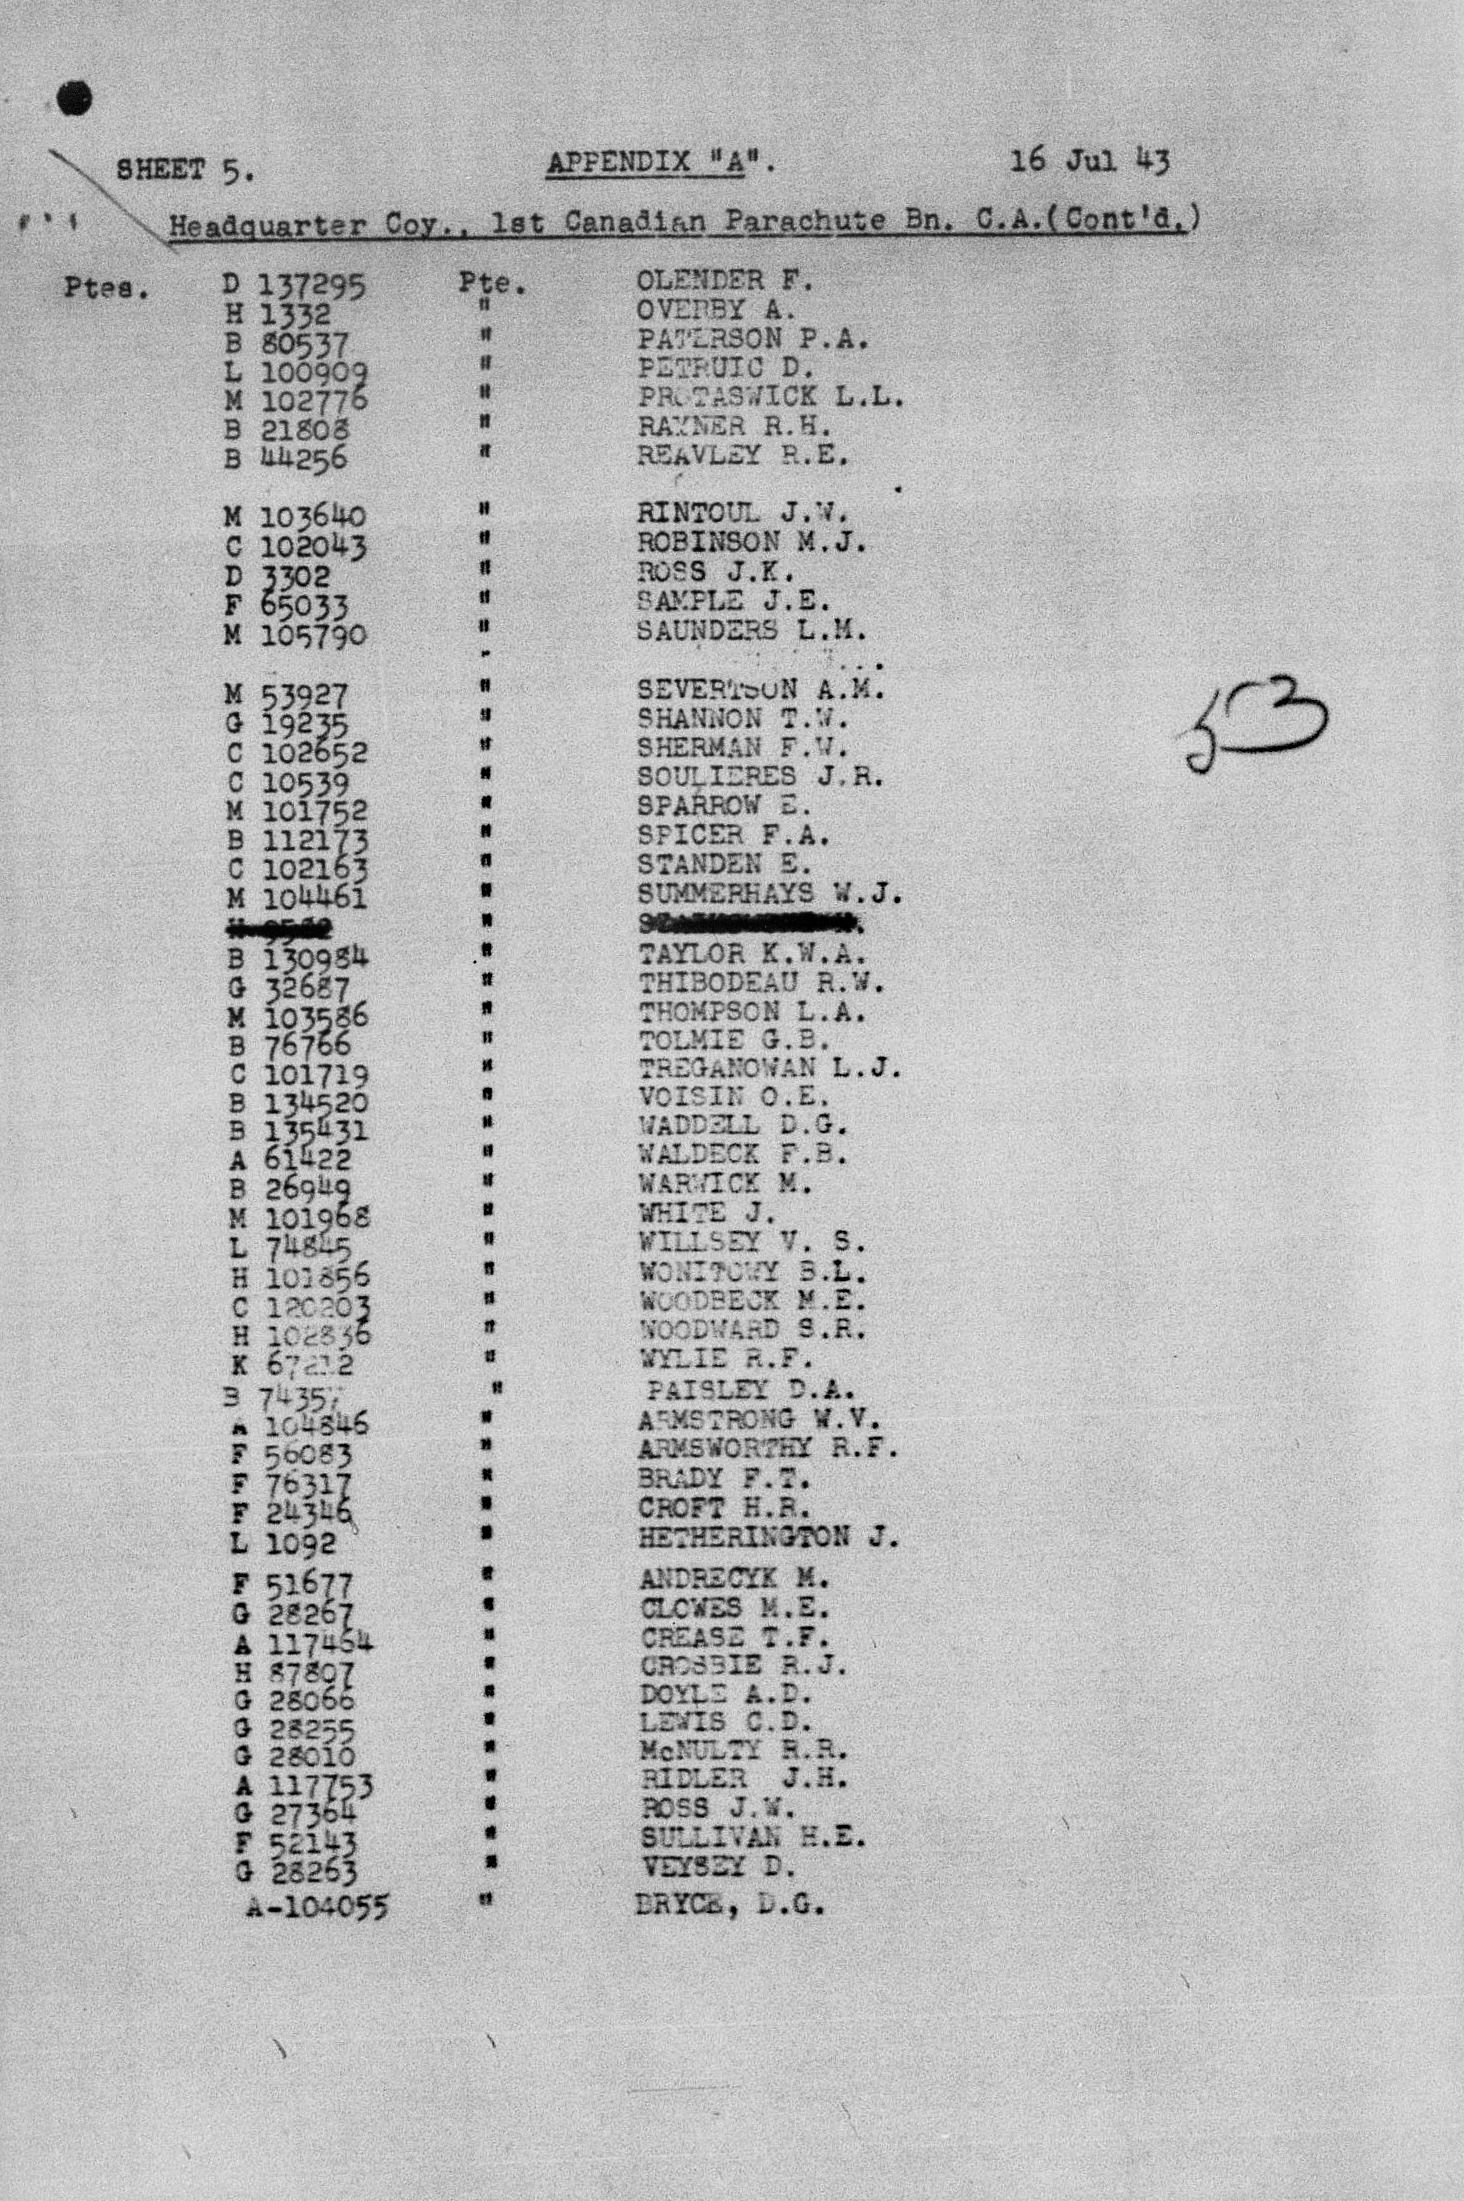 SHEET 5. APPENDIX "A". 16 Jul 43
Headquarter Coy., 1st Canadian Parachute Bn. C.A.(Cont'd.)
Ptes. D 137295 Pte. OLENDER F.
H 1332 " OVERBY A.
B 80537 " PATERSON P.A.
L 100909 " PETRUIC D.
M 102776 " PROTASWICK L.L.
B 21808 " RAYNER R.H.
B 44256 " REAVLEY R.E.
M 103640 " RINTOUL J.W.
C 102043 " ROBINSON M.J.
D 3302 " ROSS J.K.
F 65033 " SAMPLE J.E.
M 105790 " SAUNDERS L.M.
M 53927 " SEVERTSON A.M.
G 19235 " SHANNON T.W.
53
C 102652 " SHERMAN F.W.
C 10539 " SOULIERES J.R.
M 101752 " SPARROW E.
B 112173 " SPICER F.A.
C 102163 " STANDEN E.
M 104461 " SUMMERHAYS W.J.
"
B 130984 " TAYLOR K.W.A.
G 32687 " THIBODEAU R.W.
M 103586 " THOMPSON L.A.
B 76766 " TOLMIE G.B.
C 101719 " TREGANOWAN L.J.
B 134520 " VOISIN O.E.
B 135431 " WADDELL D.G.
A 61422 " WALDECK F.B.
B 26949 " WARWICK M.
M 101968 " WHITE J.
L 74845 " WILLSEY V. S.
H 101856 " WONITOWY B.L.
C 120203 " WOODBECK M.E.
H 102836 " WOODWARD S.R.
K 67212 " WYLIE R.F.
B 74357 " PAISLEY D.A.
A 104846 " ARMSTRONG W.V.
F 56083 " ARMSWORTHY R.F.
F 76317 " BRADY F.T.
F 24346 " CROFT H.R.
L 1092 " HETHERINGTON J.
F 51677 " ANDRECYK M.
G 28267 " CLOWES M.E.
A 117464 " CREASE T.F.
H 87807 " CROSBIE R.J.
G 28066 " DOYLE A.D.
G 28255 " LEWIS C.D.
G 28010 " McNULTY R.R.
A 117753 " RIDLER J.H.
G 27364 " ROSS J.W.
F 52143 " SULLIVAN H.E.
G 28263 " VEYSEY D.
A-104055 " BRYCE, D.G.